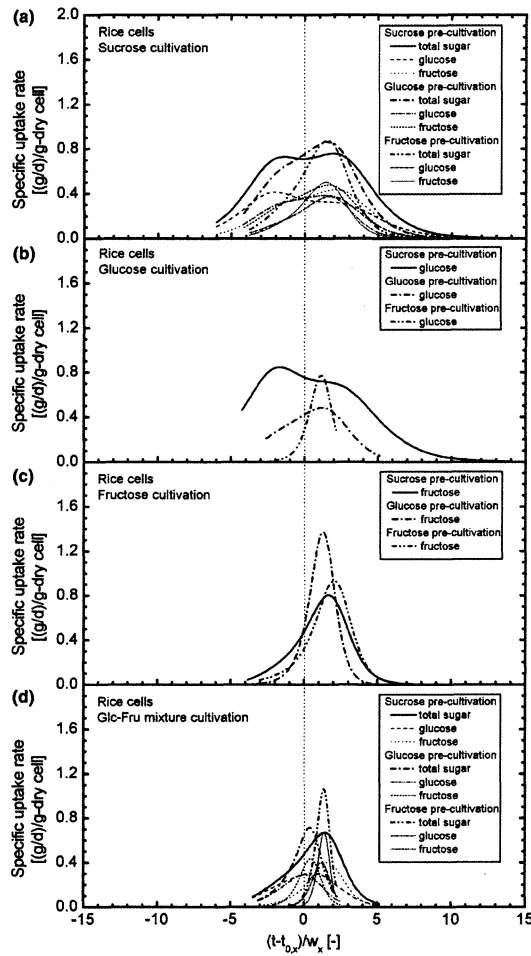 (a)
Rice cells
Sucrose cultivation
Specific uptake rate
[(g/d)/g-dry cell]
2.0
1.6
1.2
0.8
0.4
0.0
Sucrose pre-cultivation
total sugar
glucose
fructose
Glucose pre-cultivation
total sugar
glucose
fructose
Fructose pre-cultivation
total sugar
glucose
fructose
(b)
Rice cells
Glucose cultivation
Specific uptake rate
[(g/d)/g-dry cell]
1.6
1.2
0.8
0.4
0.0
Sucrose pre-cultivation
glucose
Glucose pre-cultivation
glucose
Fructose pre-cultivation
glucose
(c)
Rice cells
Fructose cultivation
Specific uptake rate
[(g/d)/g-dry cell]
1.6
1.2
0.8
0.4
0.0
Sucrose pre-cultivation
fructose
Glucose pre-cultivation
fructose
Fructose pre-cultivation
fructose
(d)
Rice cells
Glc-Fru mixture cultivation
Specific uptake rate
[(g/d)/g-dry cell]
1.6
1.2
0.8
0.4
0.0
Sucrose pre-cultivation
total sugar
glucose
fructose
Glucose pre-cultivation
total sugar
glucose
fructose
Fructose pre-cultivation
total sugar
glucose
fructose
-15 -10 -5 0 5 10 15
(t-t0,x)/wx [-]